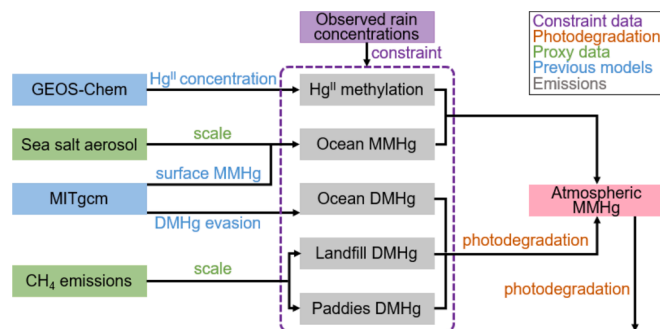 Observed rain
concentrations
constraint
Constraint data
Photodegradation
Proxy data
Previous models
Emissions
GEOS-Chem
Hg^II concentration
Hg^II methylation
Sea salt aerosol
scale
Ocean MMHg
surface MMHg
MITgcm
DMHg evasion
Ocean DMHg
Atmospheric
MMHg
Landfill DMHg
photodegradation
CH₄ emissions
scale
Paddies DMHg
photodegradation